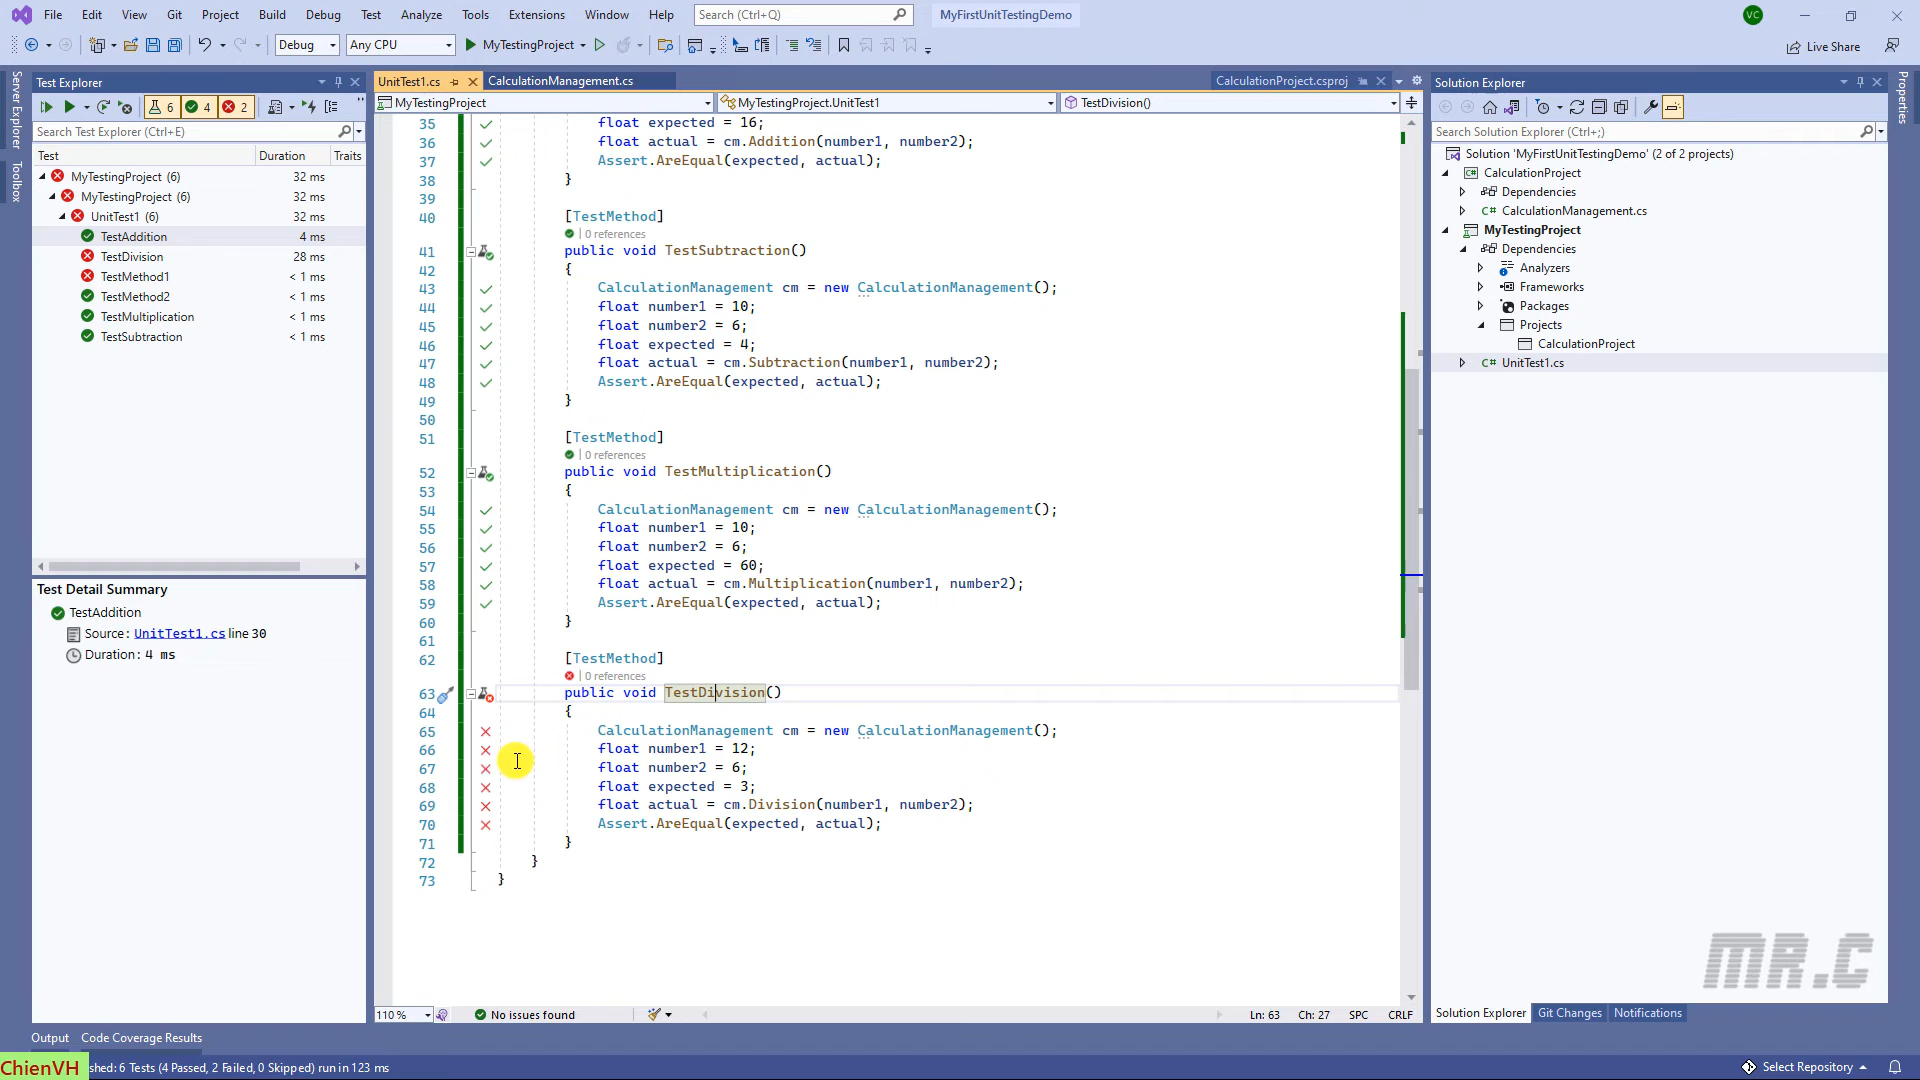 File Edit View Git Project Build Debug Test Analyze Tools Extensions Window Help Search (Ctrl+Q) MyFirstUnitTestingDemo VC
Debug Any CPU MyTestingProject Live Share
Server Explorer
Toolbox
Test Explorer
6 4 2
Search Test Explorer (Ctrl+E)
Test Duration Traits
MyTestingProject (6) 32 ms
MyTestingProject (6) 32 ms
UnitTest1 (6) 32 ms
TestAddition 4 ms
TestDivision 28 ms
TestMethod1 < 1 ms
TestMethod2 < 1 ms
TestMultiplication < 1 ms
TestSubtraction < 1 ms
Test Detail Summary
TestAddition
Source: UnitTest1.cs line 30
Duration: 4 ms
UnitTest1.cs CalculationManagement.cs CalculationProject.csproj
MyTestingProject MyTestingProject.UnitTest1 TestDivision()
35 float expected = 16;
36 float actual = cm.Addition(number1, number2);
37 Assert.AreEqual(expected, actual);
38 }
39
40 [TestMethod]
0 references
41 public void TestSubtraction()
42 {
43 CalculationManagement cm = new CalculationManagement();
44 float number1 = 10;
45 float number2 = 6;
46 float expected = 4;
47 float actual = cm.Subtraction(number1, number2);
48 Assert.AreEqual(expected, actual);
49 }
50
51 [TestMethod]
0 references
52 public void TestMultiplication()
53 {
54 CalculationManagement cm = new CalculationManagement();
55 float number1 = 10;
56 float number2 = 6;
57 float expected = 60;
58 float actual = cm.Multiplication(number1, number2);
59 Assert.AreEqual(expected, actual);
60 }
61
62 [TestMethod]
0 references
63 public void TestDivision()
64 {
65 CalculationManagement cm = new CalculationManagement();
66 float number1 = 12;
67 float number2 = 6;
68 float expected = 3;
69 float actual = cm.Division(number1, number2);
70 Assert.AreEqual(expected, actual);
71 }
72 }
73 }
110 % No issues found Ln: 63 Ch: 27 SPC CRLF
Solution Explorer
Search Solution Explorer (Ctrl+;)
Solution 'MyFirstUnitTestingDemo' (2 of 2 projects)
CalculationProject
Dependencies
C# CalculationManagement.cs
MyTestingProject
Dependencies
Analyzers
Frameworks
Packages
Projects
CalculationProject
C# UnitTest1.cs
MR.C
Solution Explorer Git Changes Notifications
Properties
Output Code Coverage Results
ChienVH shed: 6 Tests (4 Passed, 2 Failed, 0 Skipped) run in 123 ms Select Repository